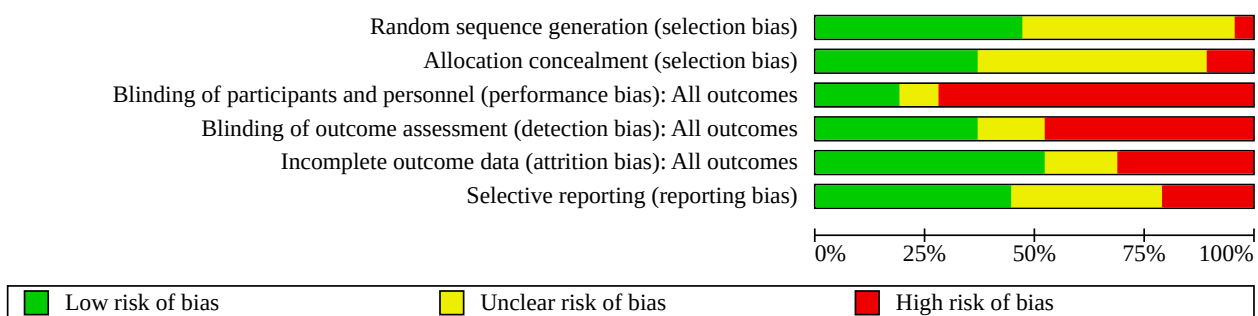 Random sequence generation (selection bias)
Allocation concealment (selection bias)
Blinding of participants and personnel (performance bias): All outcomes
Blinding of outcome assessment (detection bias): All outcomes
Incomplete outcome data (attrition bias): All outcomes
Selective reporting (reporting bias)
0% 25% 50% 75% 100%
Low risk of bias Unclear risk of bias High risk of bias